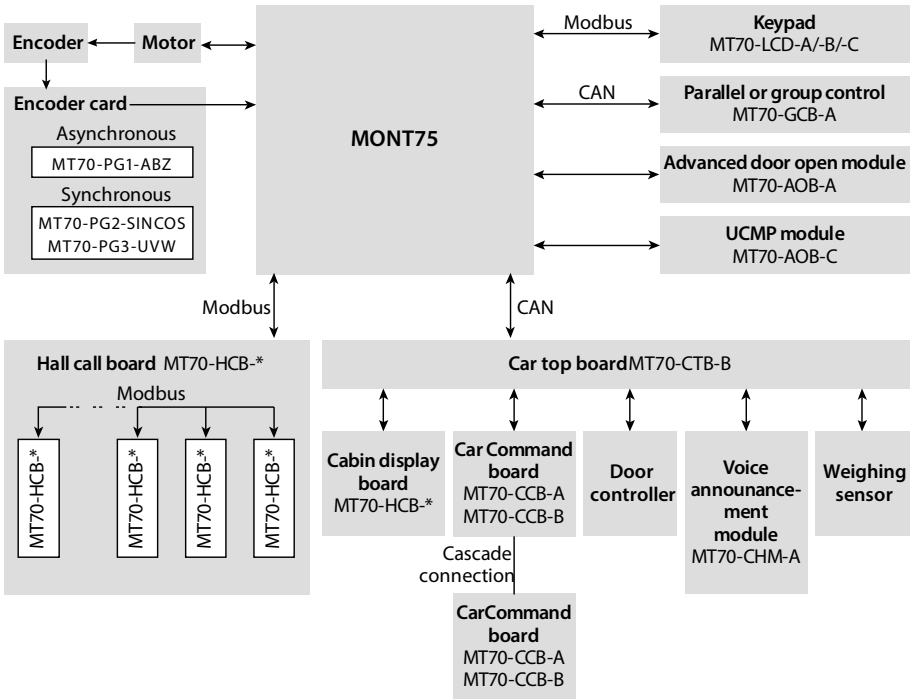 Encoder
Motor
Encoder card
Asynchronous
MT70-PG1-ABZ
Synchronous
MT70-PG2-SINCOS
MT70-PG3-UVW
MONT75
Modbus
Keypad
MT70-LCD-A/-B/-C
CAN
Parallel or group control
MT70-GCB-A
Advanced door open module
MT70-AOB-A
UCMP module
MT70-AOB-C
Modbus
CAN
Hall call board MT70-HCB-*
Modbus
MT70-HCB-*
MT70-HCB-*
MT70-HCB-*
MT70-HCB-*
Car top boardMT70-CTB-B
Cabin display
board
MT70-HCB-*
Car Command
board
MT70-CCB-A
MT70-CCB-B
Door
controller
Voice
announance-
ment
module
MT70-CHM-A
Weighing
sensor
Cascade
connection
CarCommand
board
MT70-CCB-A
MT70-CCB-B